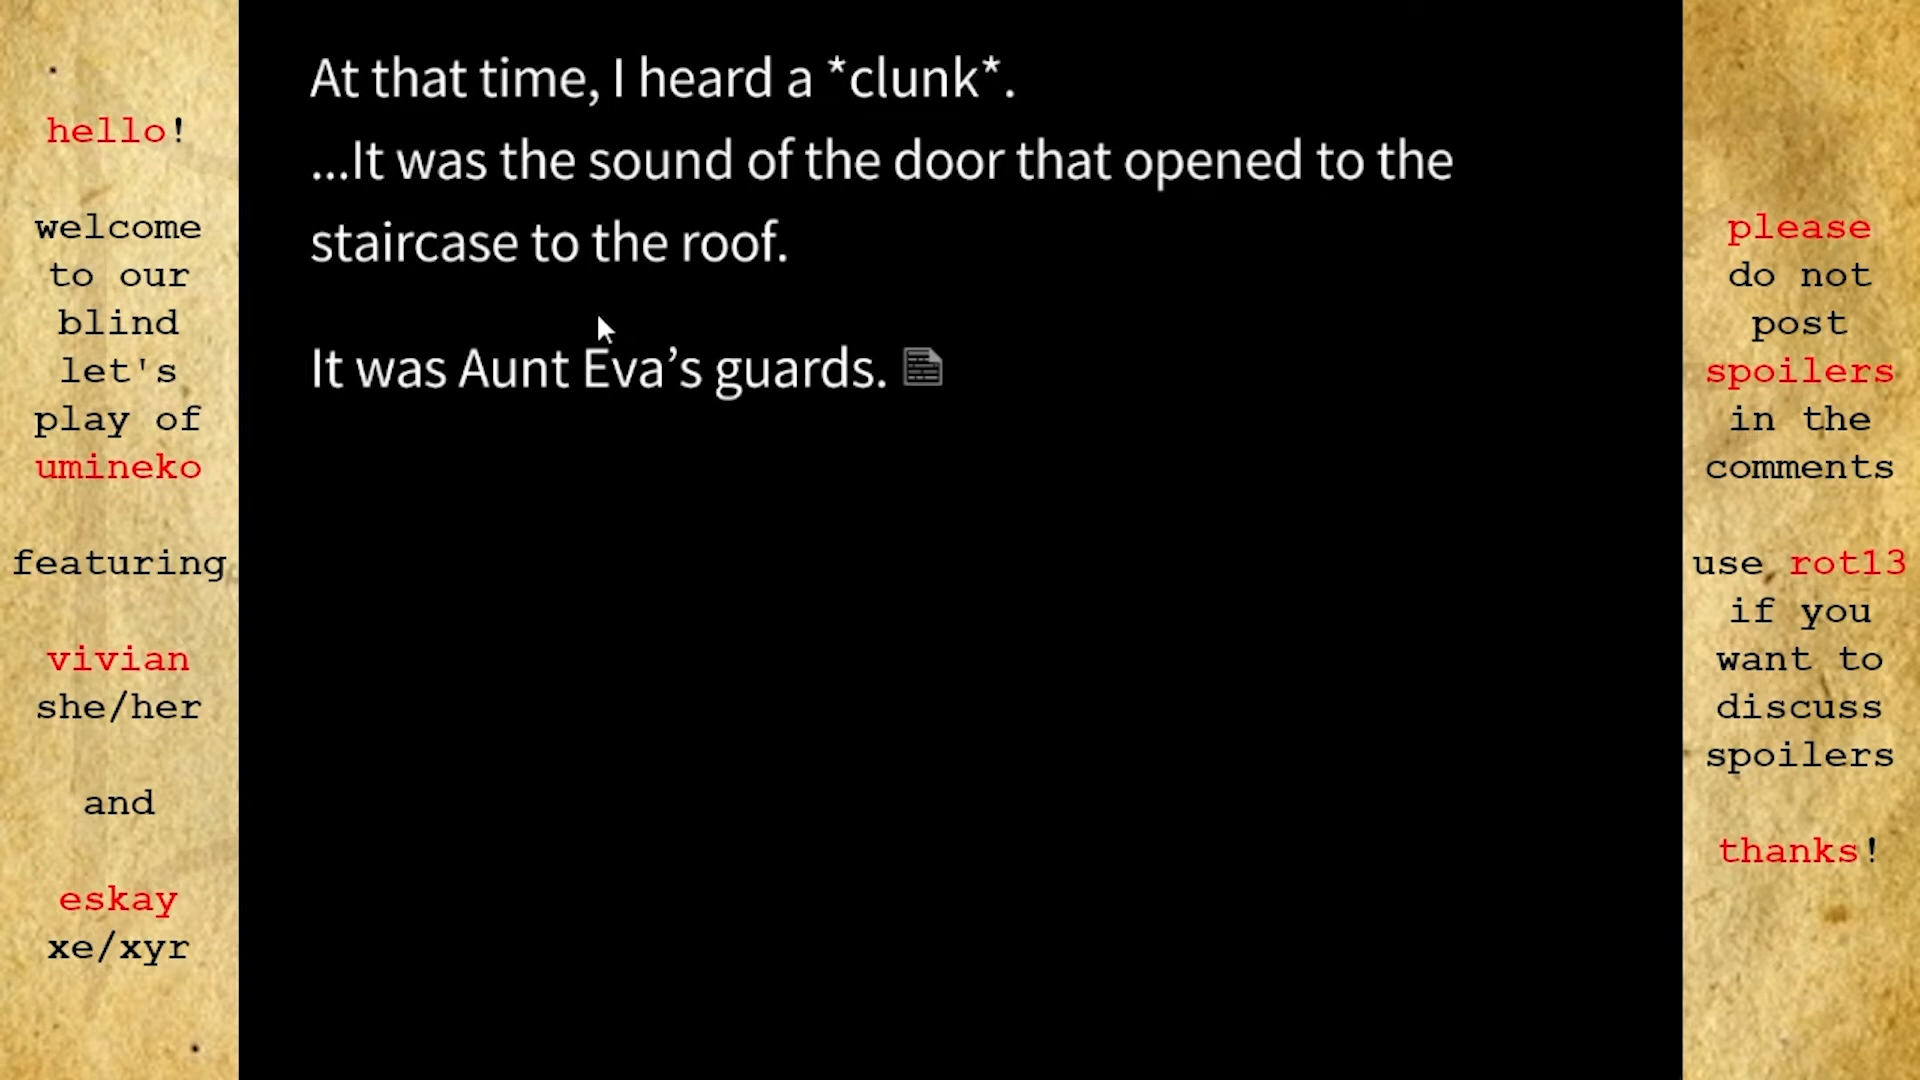 hello!
welcome
to our
blind
let's
play of
umineko
featuring
vivian
she/her
and
eskay
xe/xyr
At that time, I heard a *clunk*.
...It was the sound of the door that opened to the
staircase to the roof.
It was Aunt Eva’s guards.
please
do not
post
spoilers
in the
comments
use rot13
if you
want to
discuss
spoilers
thanks!